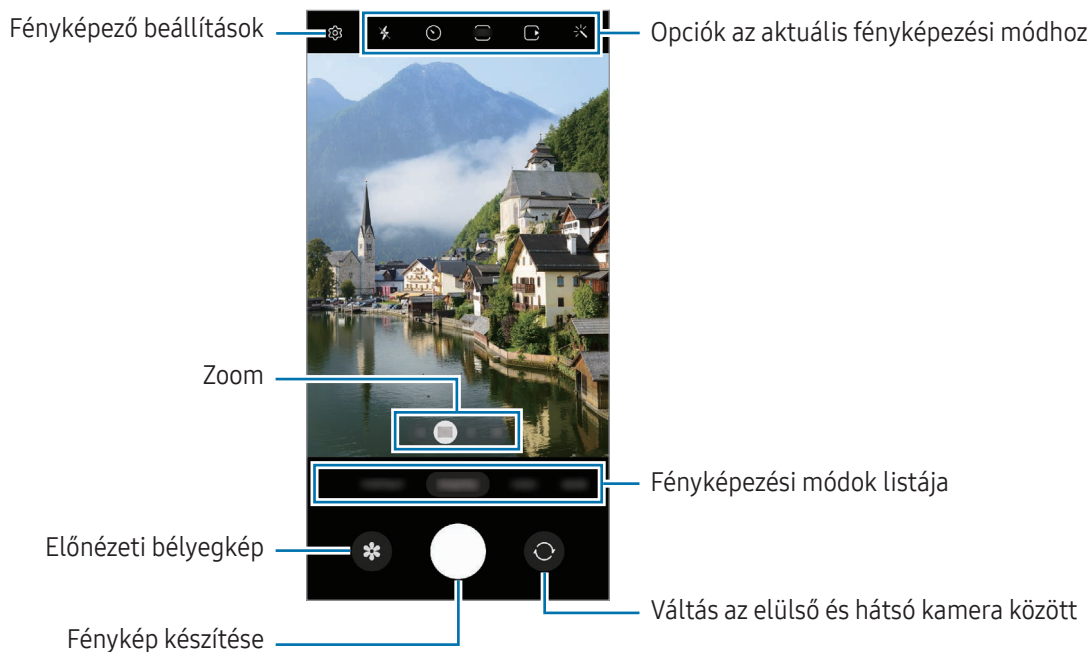 Fényképező beállítások
Opciók az aktuális fényképezési módhoz
Zoom
Fényképezési módok listája
Előnézeti bélyegkép
Váltás az elülső és hátsó kamera között
Fénykép készítése